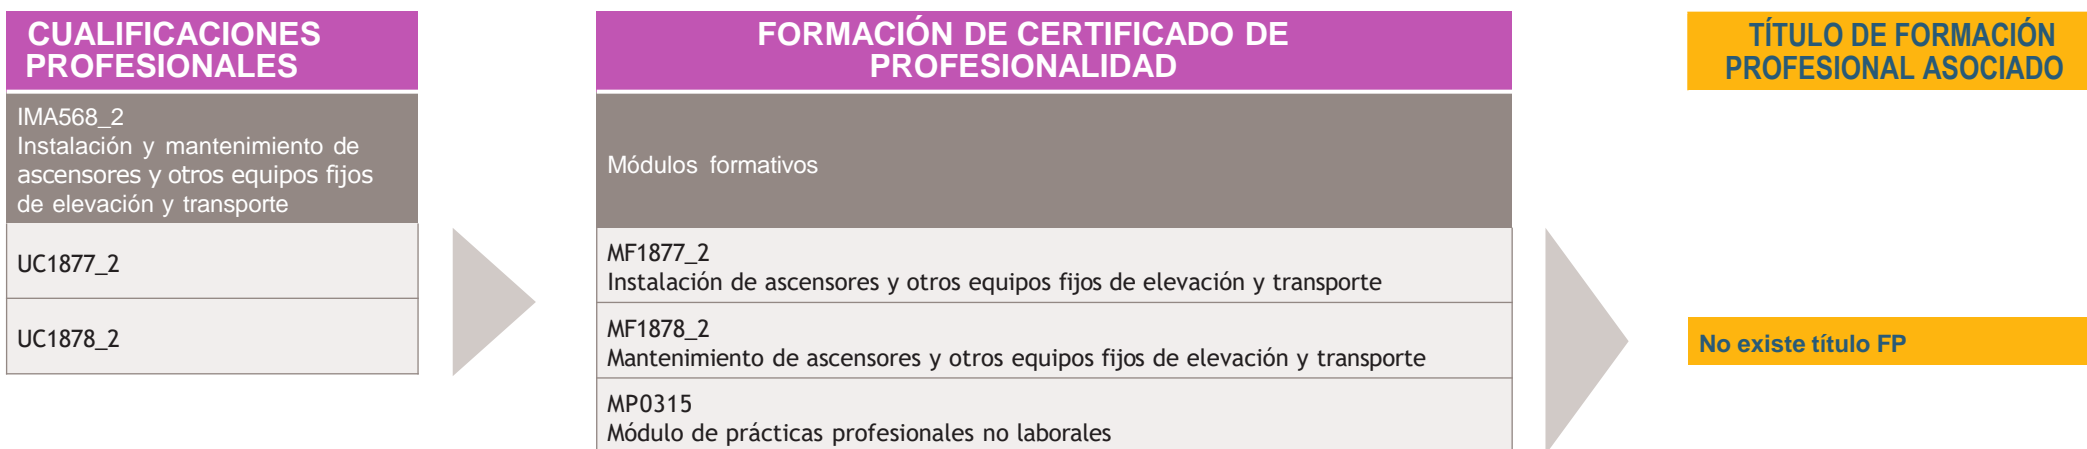 CUALIFICACIONES
PROFESIONALES
IMA568_2
Instalación y mantenimiento de
ascensores y otros equipos fijos
de elevación y transporte
UC1877_2
UC1878_2
FORMACIÓN DE CERTIFICADO DE
PROFESIONALIDAD
Módulos formativos
MF1877_2
Instalación de ascensores y otros equipos fijos de elevación y transporte
MF1878_2
Mantenimiento de ascensores y otros equipos fijos de elevación y transporte
MP0315
Módulo de prácticas profesionales no laborales
TÍTULO DE FORMACIÓN
PROFESIONAL ASOCIADO
No existe título FP